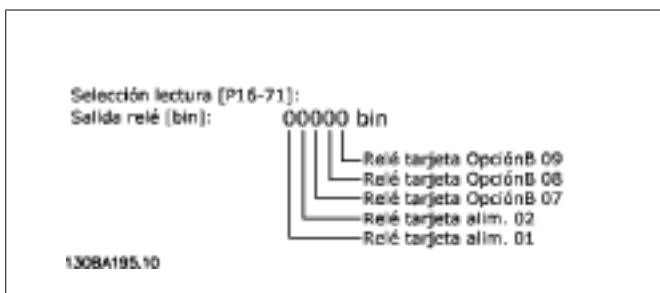 Selección lectura [P16-71]:
Salida relé [bin]: 00000 bin
Relé tarjeta OpciónB 09
Relé tarjeta OpciónB 08
Relé tarjeta OpciónB 07
Relé tarjeta alim. 02
Relé tarjeta alim. 01
130BA195.10